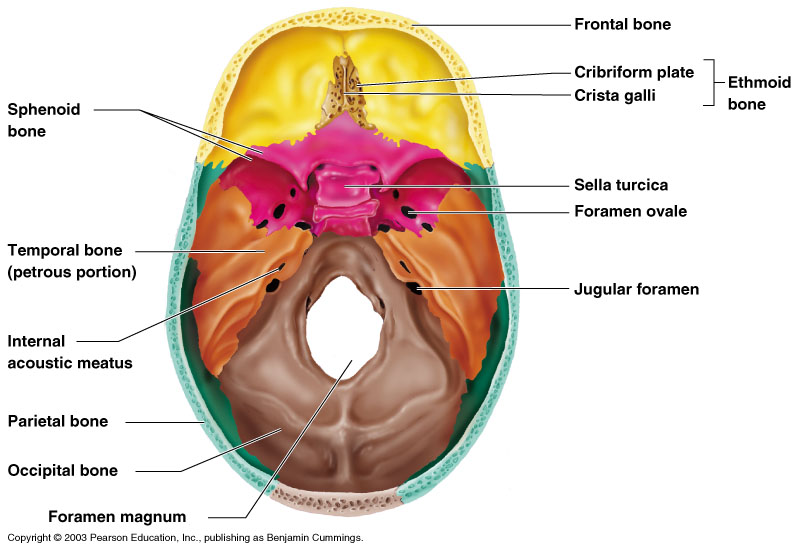 Frontal bone
Cribriform plate
Crista galli
Ethmoid
bone
Sphenoid
bone
Sella turcica
Foramen ovale
Temporal bone
(petrous portion)
Jugular foramen
Internal
acoustic meatus
Parietal bone
Occipital bone
Foramen magnum
Copyright © 2003 Pearson Education, Inc., publishing as Benjamin Cummings.